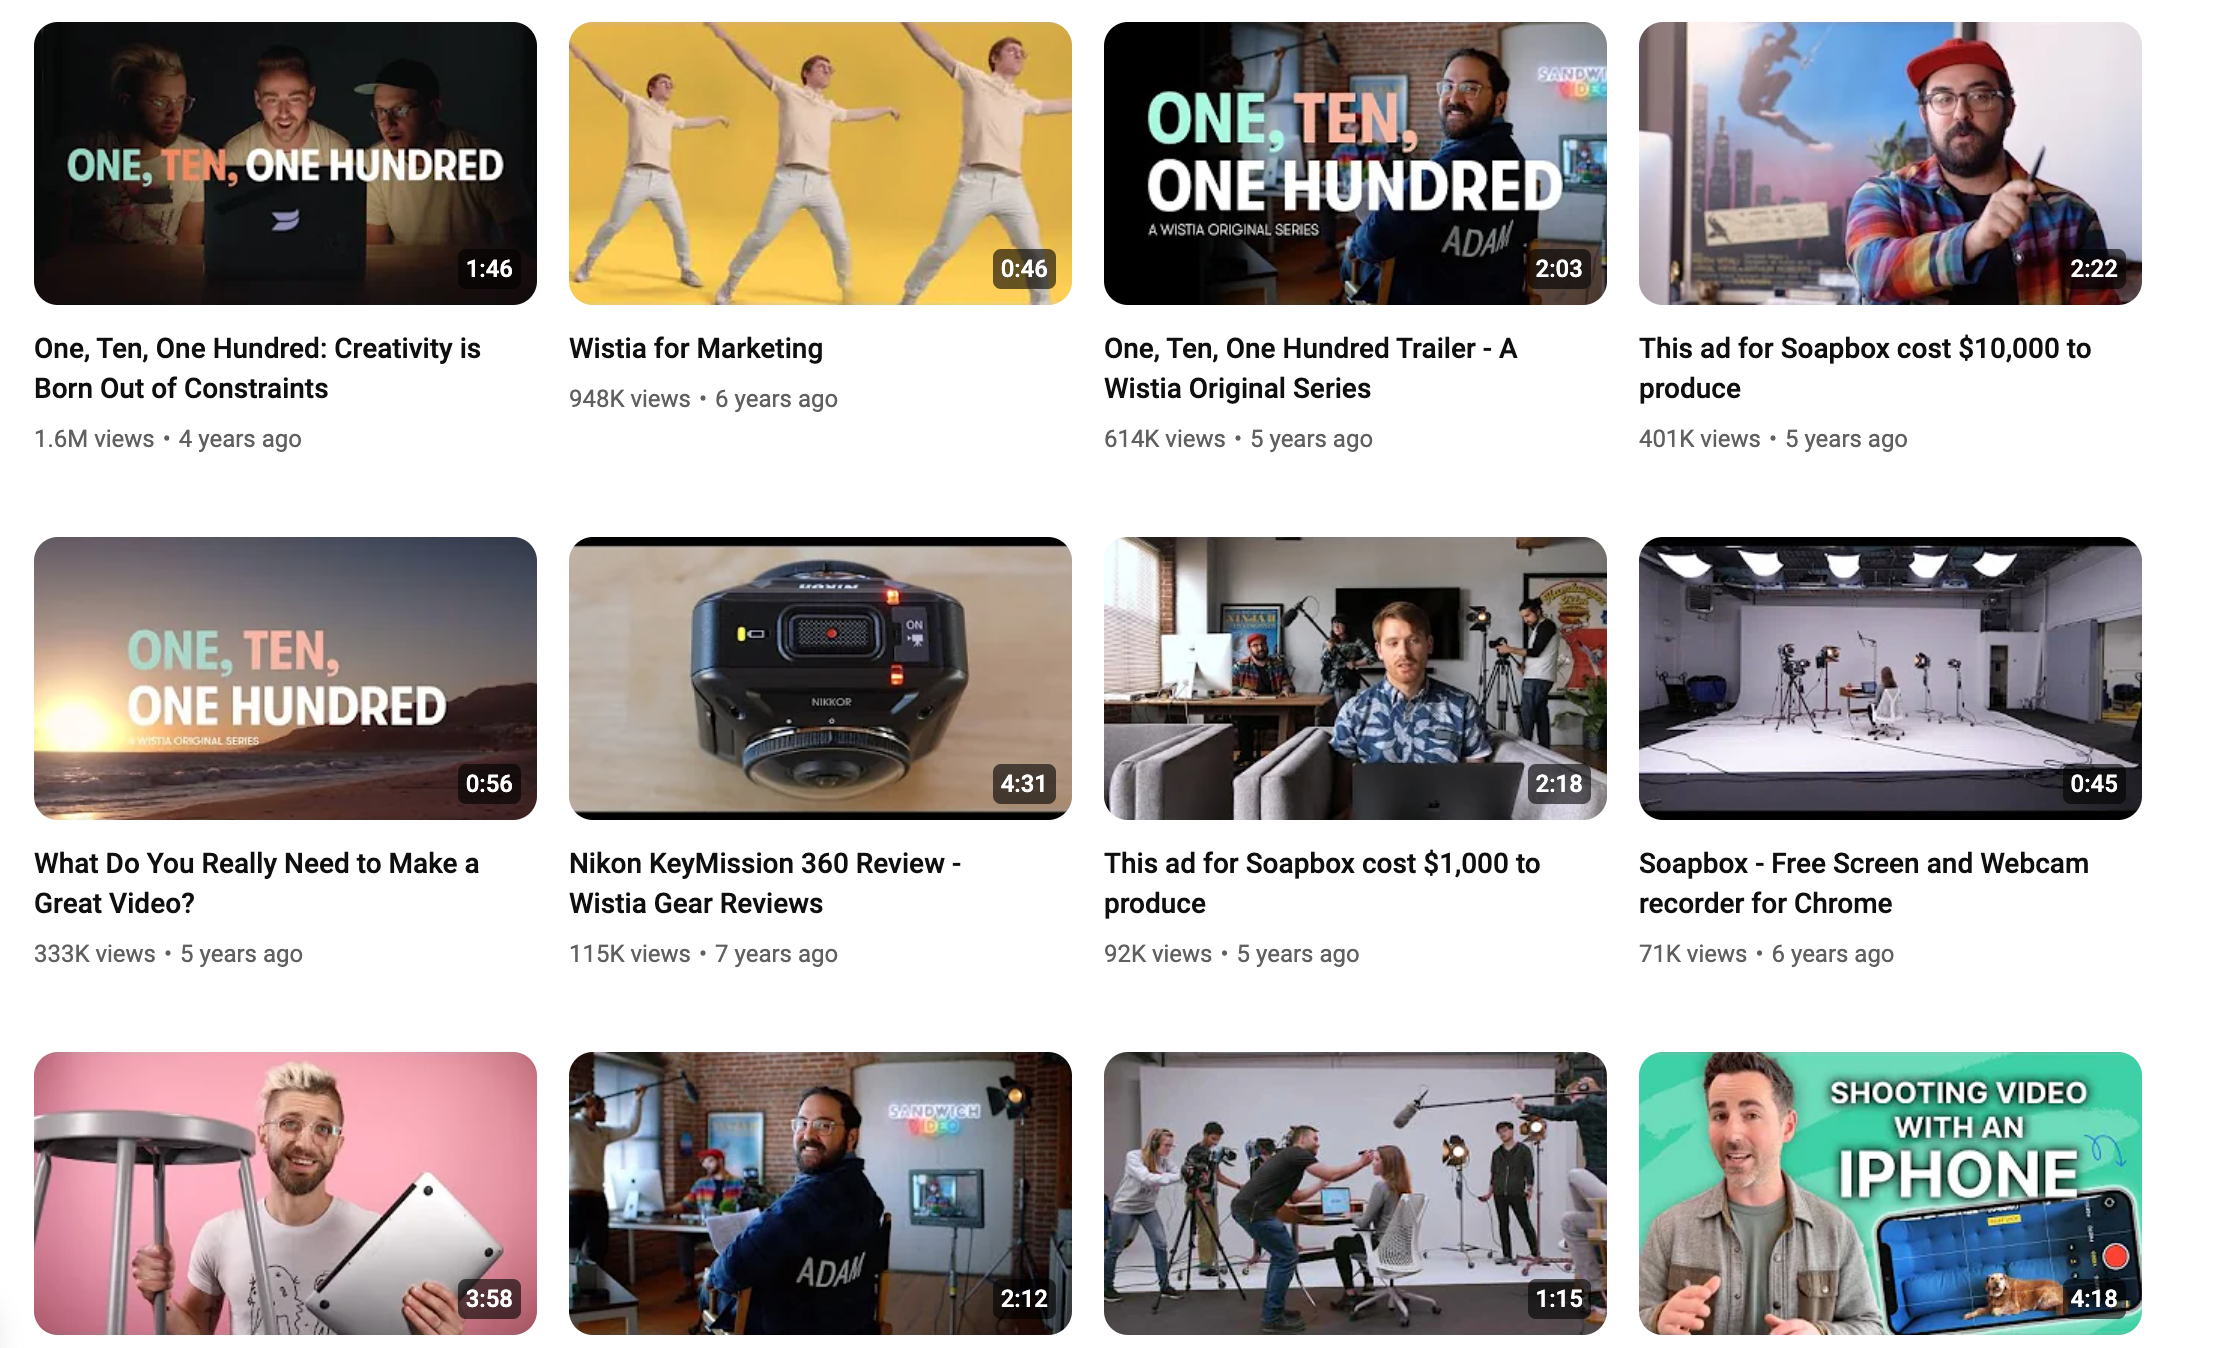 ONE, TEN, ONE HUNDRED
1:46
0:46
ONE, TEN,
ONE HUNDRED
A WISTIA ORIGINAL SERIES
ADAM
2:03
2:22
One, Ten, One Hundred: Creativity is
Born Out of Constraints
1.6M views • 4 years ago
Wistia for Marketing
948K views • 6 years ago
One, Ten, One Hundred Trailer - A
Wistia Original Series
614K views • 5 years ago
This ad for Soapbox cost $10,000 to
produce
401K views • 5 years ago
ONE, TEN,
ONE HUNDRED
A WISTIA ORIGINAL SERIES
0:56
NIKON
ON
NIKKOR
4:31
2:18
0:45
What Do You Really Need to Make a
Great Video?
333K views • 5 years ago
Nikon KeyMission 360 Review -
Wistia Gear Reviews
115K views • 7 years ago
This ad for Soapbox cost $1,000 to
produce
92K views • 5 years ago
Soapbox - Free Screen and Webcam
recorder for Chrome
71K views • 6 years ago
3:58
SANDWICH
VIDEO
ADAM
2:12
1:15
SHOOTING VIDEO
WITH AN
IPHONE
4:18